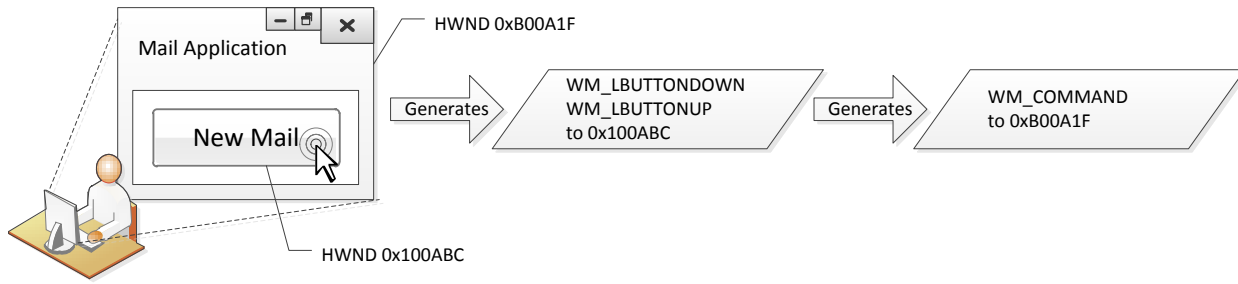 HWND 0xB00A1F
Mail Application
New Mail
HWND 0x100ABC
Generates
WM_LBUTTONDOWN
WM_LBUTTONUP
to 0x100ABC
Generates
WM_COMMAND
to 0xB00A1F